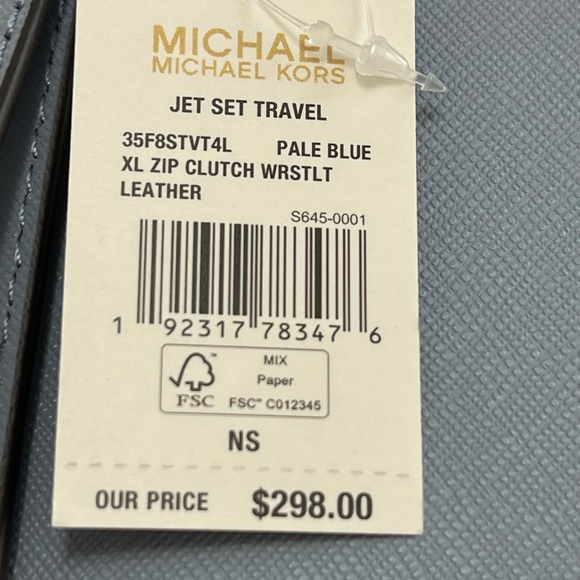 MICHAEL
MICHAEL KORS
JET SET TRAVEL
35F8STVT4L PALE BLUE
XL ZIP CLUTCH WRSTLT
LEATHER
S645-0001
1 92317 78347 6
MIX
Paper
FSC™ FSC™ C012345
NS
OUR PRICE $298.00